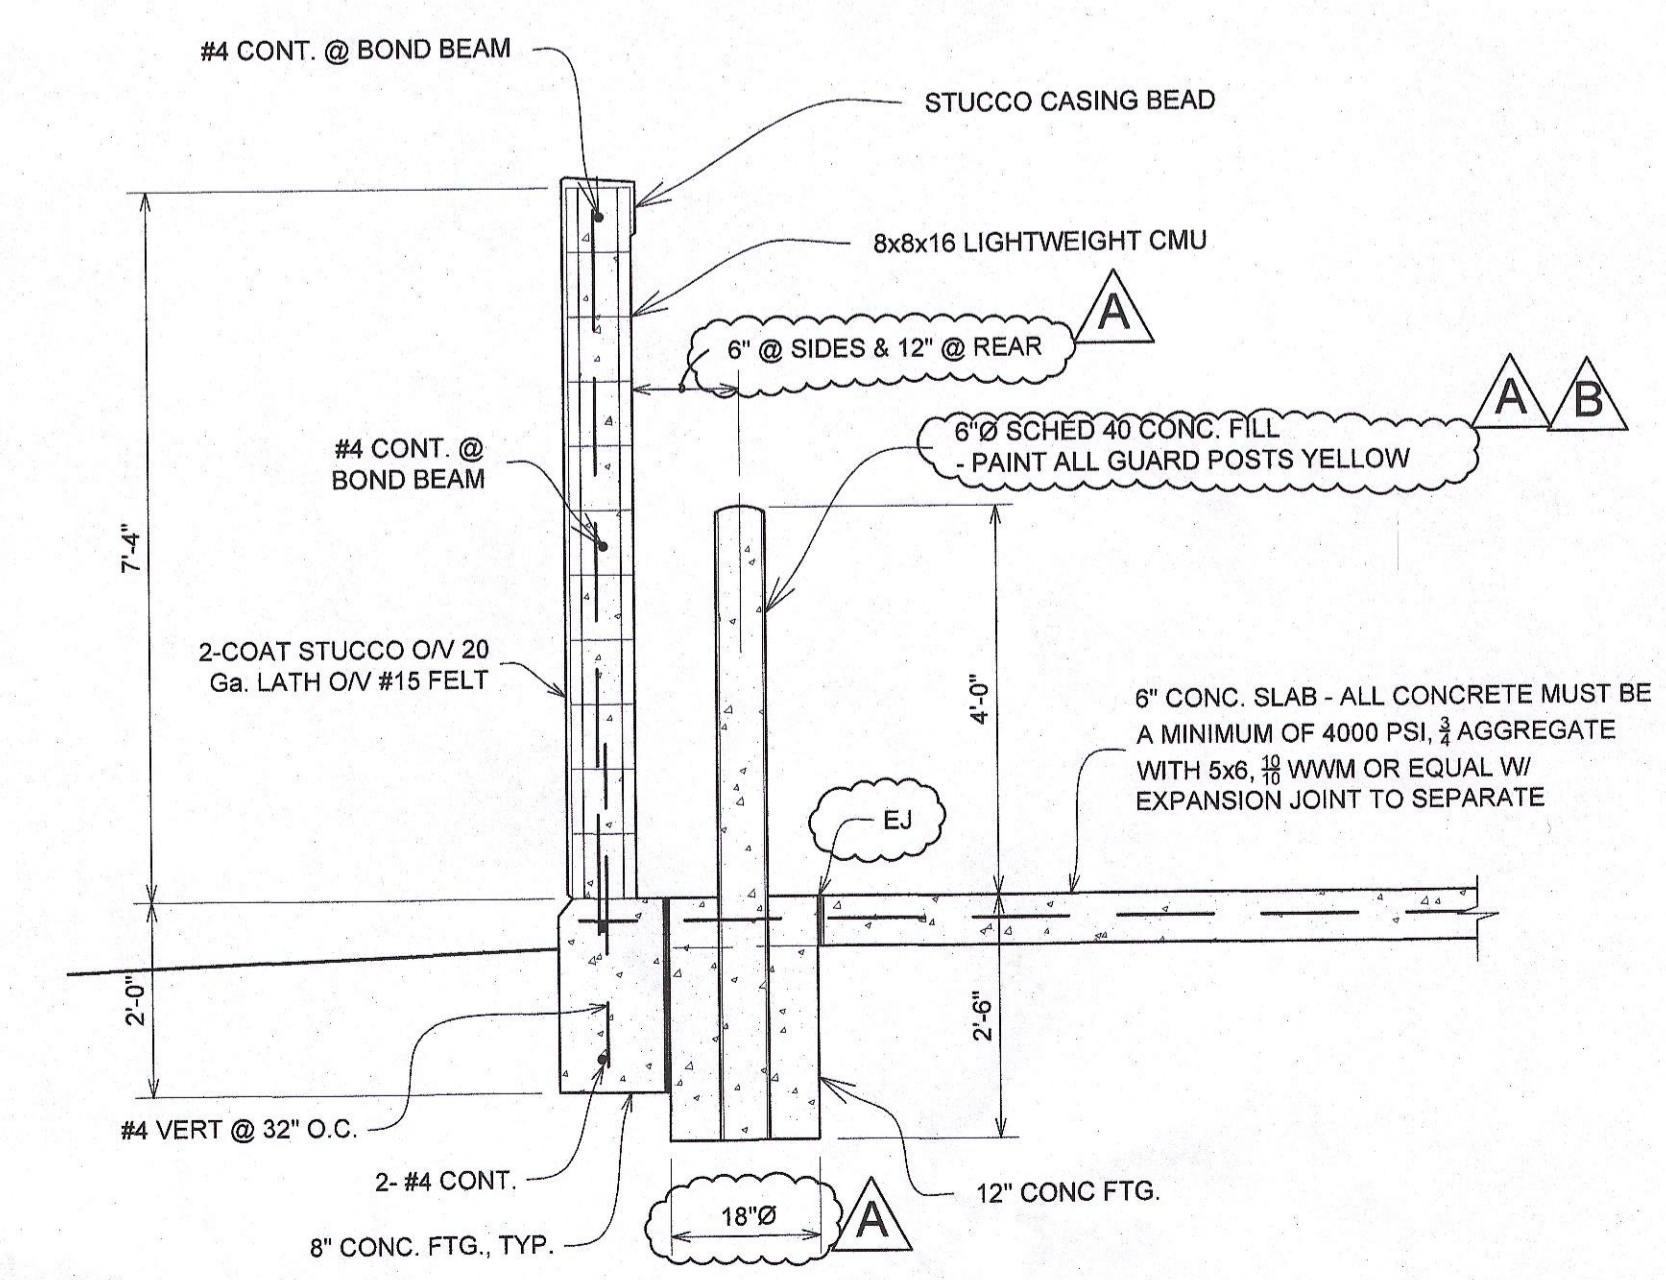 #4 CONT. @ BOND BEAM
STUCCO CASING BEAD
8x8x16 LIGHTWEIGHT CMU
A
6" @ SIDES & 12" @ REAR
A B
6"Ø SCHED 40 CONC. FILL
- PAINT ALL GUARD POSTS YELLOW
#4 CONT. @
BOND BEAM
7'-4"
2-COAT STUCCO O/V 20
Ga. LATH O/V #15 FELT
4'-0"
6" CONC. SLAB - ALL CONCRETE MUST BE
A MINIMUM OF 4000 PSI, 3/4 AGGREGATE
WITH 5x6, 10/10 WWM OR EQUAL W/
EXPANSION JOINT TO SEPARATE
EJ
2'-0"
2'-6"
#4 VERT @ 32" O.C.
2- #4 CONT.
12" CONC FTG.
18"Ø
A
8" CONC. FTG., TYP.